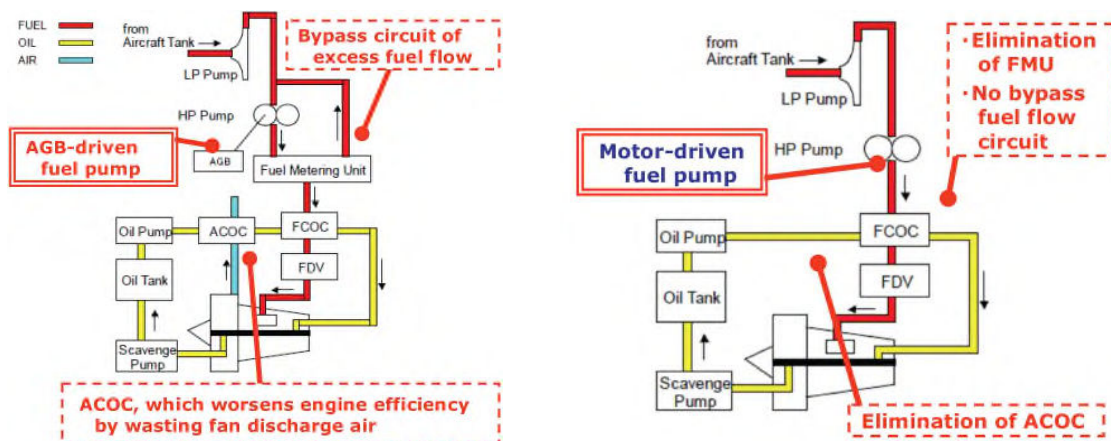 FUEL
OIL
AIR
from
Aircraft Tank
LP Pump
Bypass circuit of
excess fuel flow
HP Pump
AGB-driven
fuel pump
AGB
Fuel Metering Unit
Oil Pump
ACOC
FCOC
Oil Tank
FDV
Scavenge
Pump
ACOC, which worsens engine efficiency
by wasting fan discharge air
from
Aircraft Tank
LP Pump
・Elimination
of FMU
・No bypass
fuel flow
circuit
HP Pump
Motor-driven
fuel pump
Oil Pump
FCOC
Oil Tank
FDV
Scavenge
Pump
Elimination of ACOC